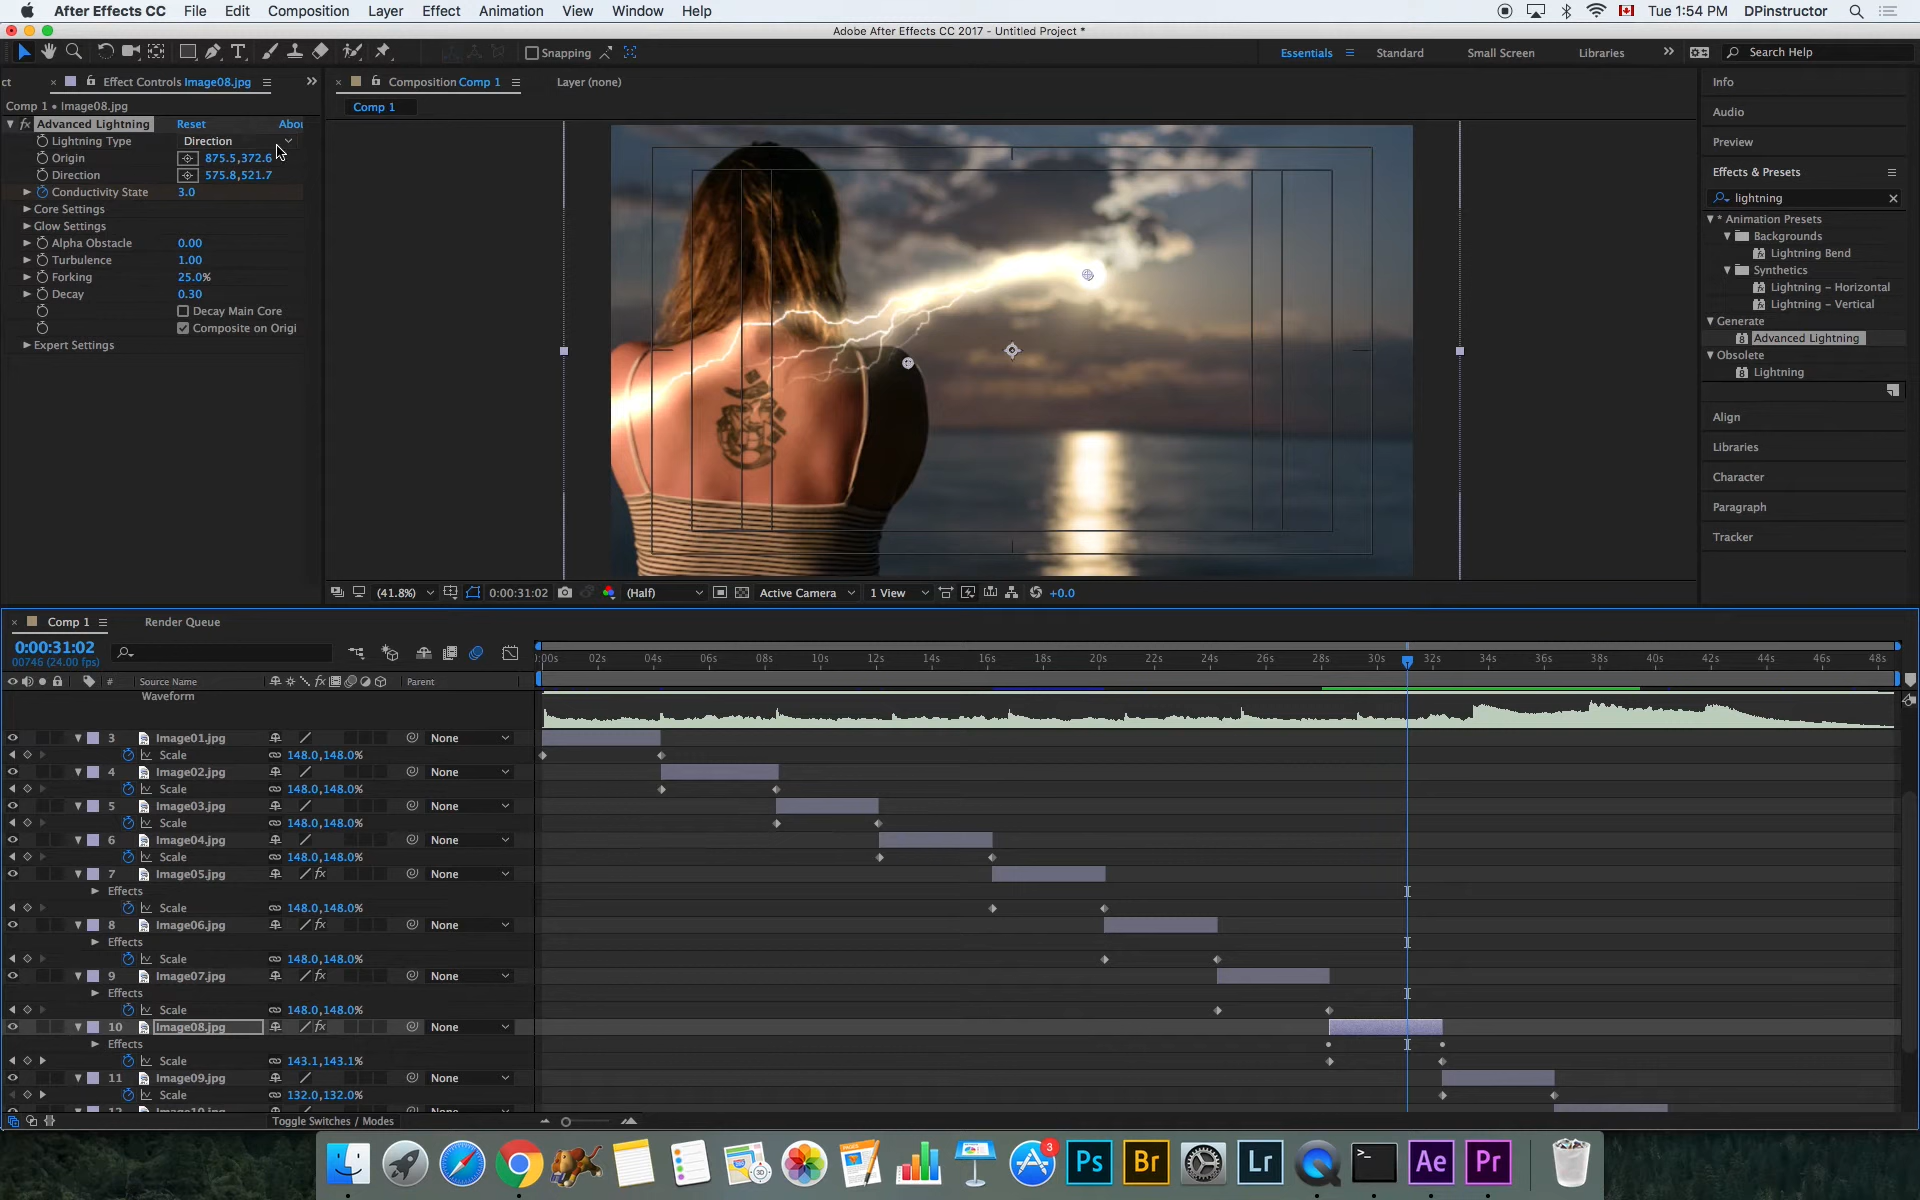 After Effects CC File Edit Composition Layer Effect Animation View Window Help Tue 1:54 PM DPinstructor
Adobe After Effects CC 2017 - Untitled Project *
Snapping Essentials Standard Small Screen Libraries Search Help
ct Effect Controls Image08.jpg Composition Comp 1 Layer (none) Info
Comp 1 • Image08.jpg Comp 1
Audio
Advanced Lightning Reset Abou
Lightning Type Direction Preview
Origin 875.5,372.6
Direction 575.8,521.7 Effects & Presets
Conductivity State 3.0 lightning
Core Settings
Glow Settings * Animation Presets
Alpha Obstacle 0.00 Backgrounds
Turbulence 1.00 Lightning Bend
Forking 25.0% Synthetics
Decay 0.30 Lightning – Horizontal
Decay Main Core Lightning – Vertical
Composite on Origi Generate
Expert Settings Advanced Lightning
Obsolete
Lightning
Align
Libraries
Character
Paragraph
Tracker
(41.8%) 0:00:31:02 (Half) Active Camera 1 View +0.0
Comp 1 Render Queue
0:00:31:02
00746 (24.00 fps)
:00s 02s 04s 06s 08s 10s 12s 14s 16s 18s 20s 22s 24s 26s 28s 30s 32s 34s 36s 38s 40s 42s 44s 46s 48s
# Source Name fx Parent
Waveform
3 Image01.jpg None
Scale 148.0,148.0%
4 Image02.jpg None
Scale 148.0,148.0%
5 Image03.jpg None
Scale 148.0,148.0%
6 Image04.jpg None
Scale 148.0,148.0%
7 Image05.jpg fx None
Effects
Scale 148.0,148.0%
8 Image06.jpg fx None
Effects
Scale 148.0,148.0%
9 Image07.jpg fx None
Effects
Scale 148.0,148.0%
10 Image08.jpg fx None
Effects
Scale 143.1,143.1%
11 Image09.jpg None
Scale 132.0,132.0%
Toggle Switches / Modes
3 Ps Br Lr >_ Ae Pr